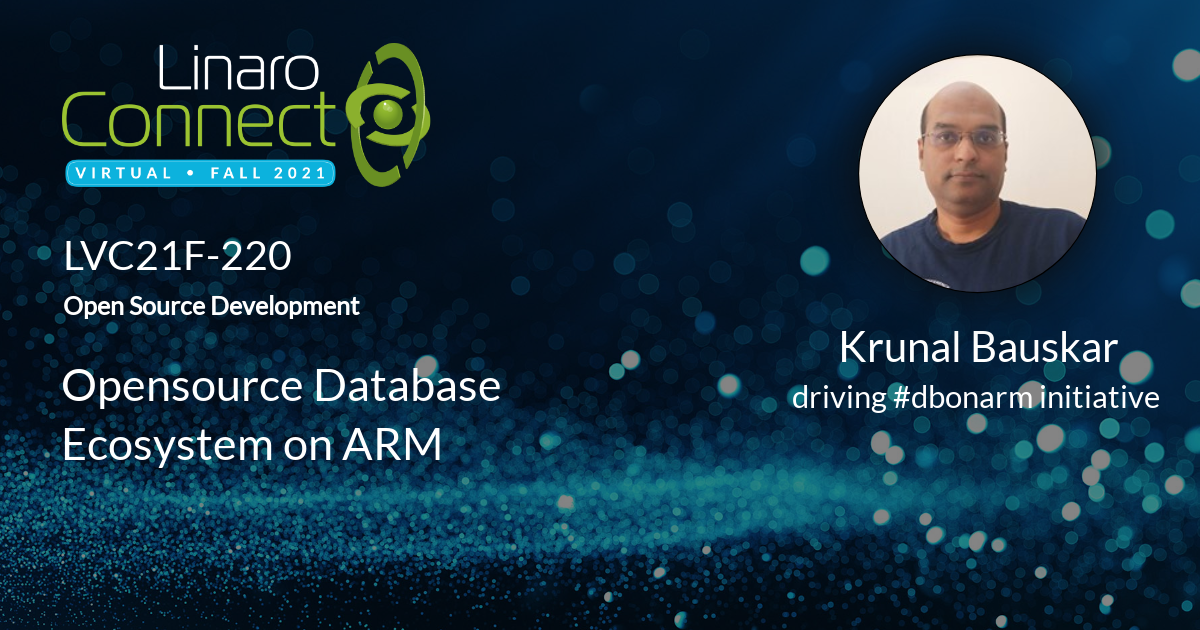 Linaro
Connect
VIRTUAL • FALL 2021
LVC21F-220
Open Source Development
Opensource Database
Ecosystem on ARM
Krunal Bauskar
driving #dbonarm initiative